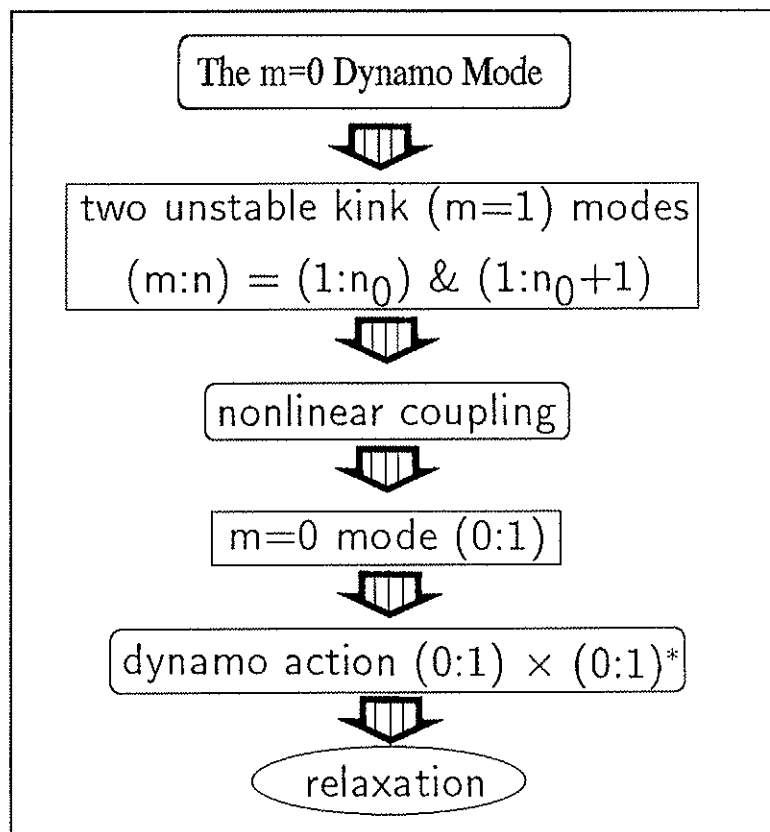 The m=0 Dynamo Mode
two unstable kink (m=1) modes
(m:n) = (1:n₀) & (1:n₀+1)
nonlinear coupling
m=0 mode (0:1)
dynamo action (0:1) × (0:1)*
relaxation